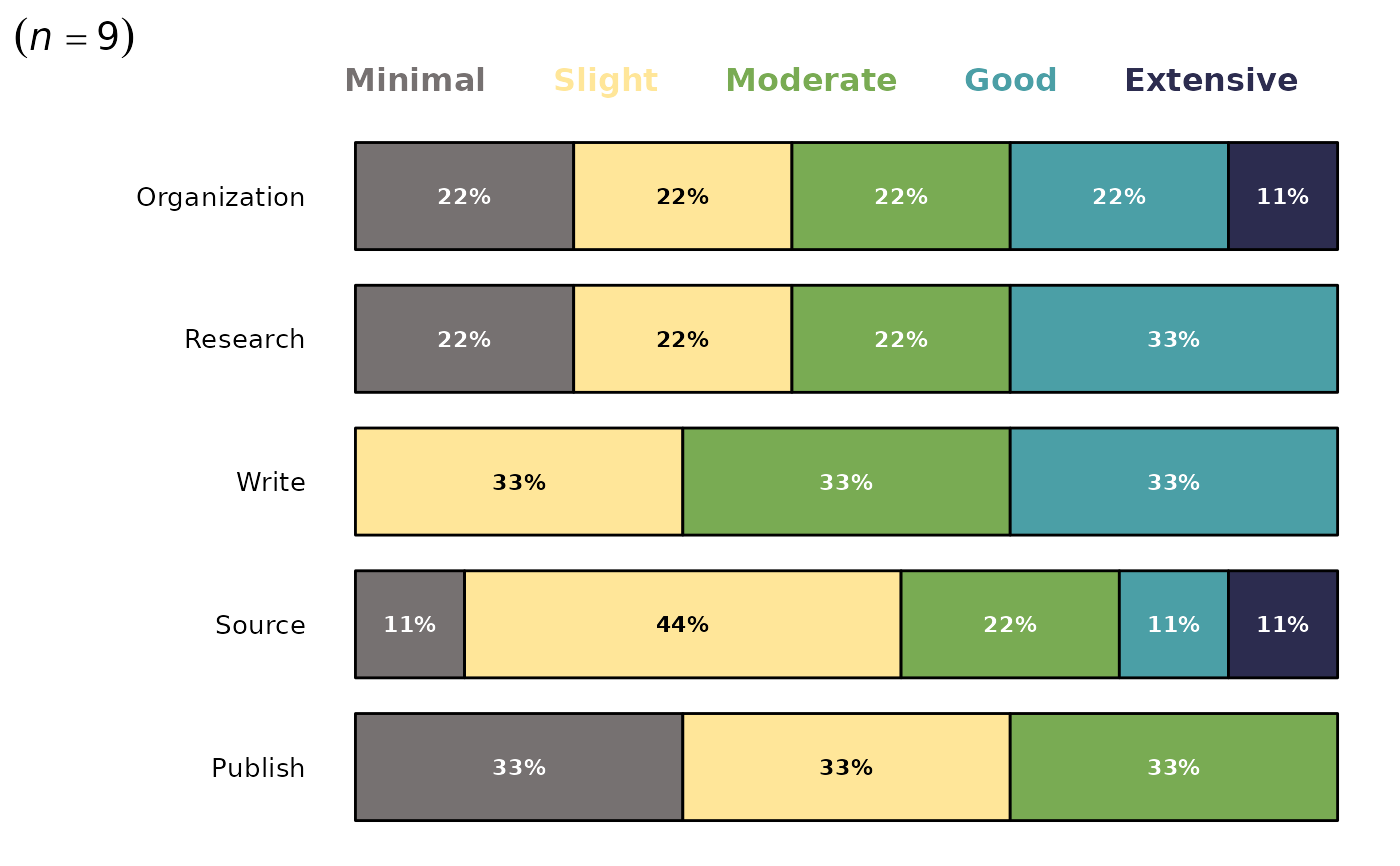 (n = 9)
Minimal Slight Moderate Good Extensive
Organization 22% 22% 22% 22% 11%
Research 22% 22% 22% 33%
Write 33% 33% 33%
Source 11% 44% 22% 11% 11%
Publish 33% 33% 33%